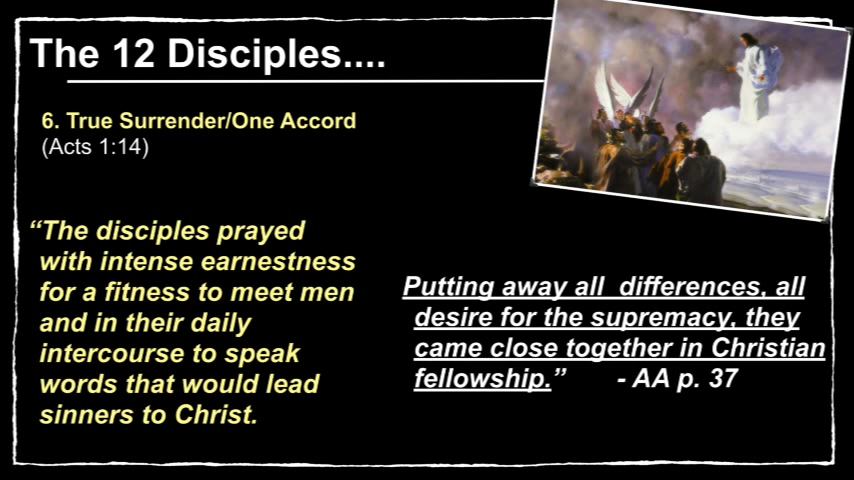 The 12 Disciples....
6. True Surrender/One Accord
(Acts 1:14)
“The disciples prayed
with intense earnestness
for a fitness to meet men
and in their daily
intercourse to speak
words that would lead
sinners to Christ.
Putting away all  differences, all
desire for the supremacy, they
came close together in Christian
fellowship.”      - AA p. 37